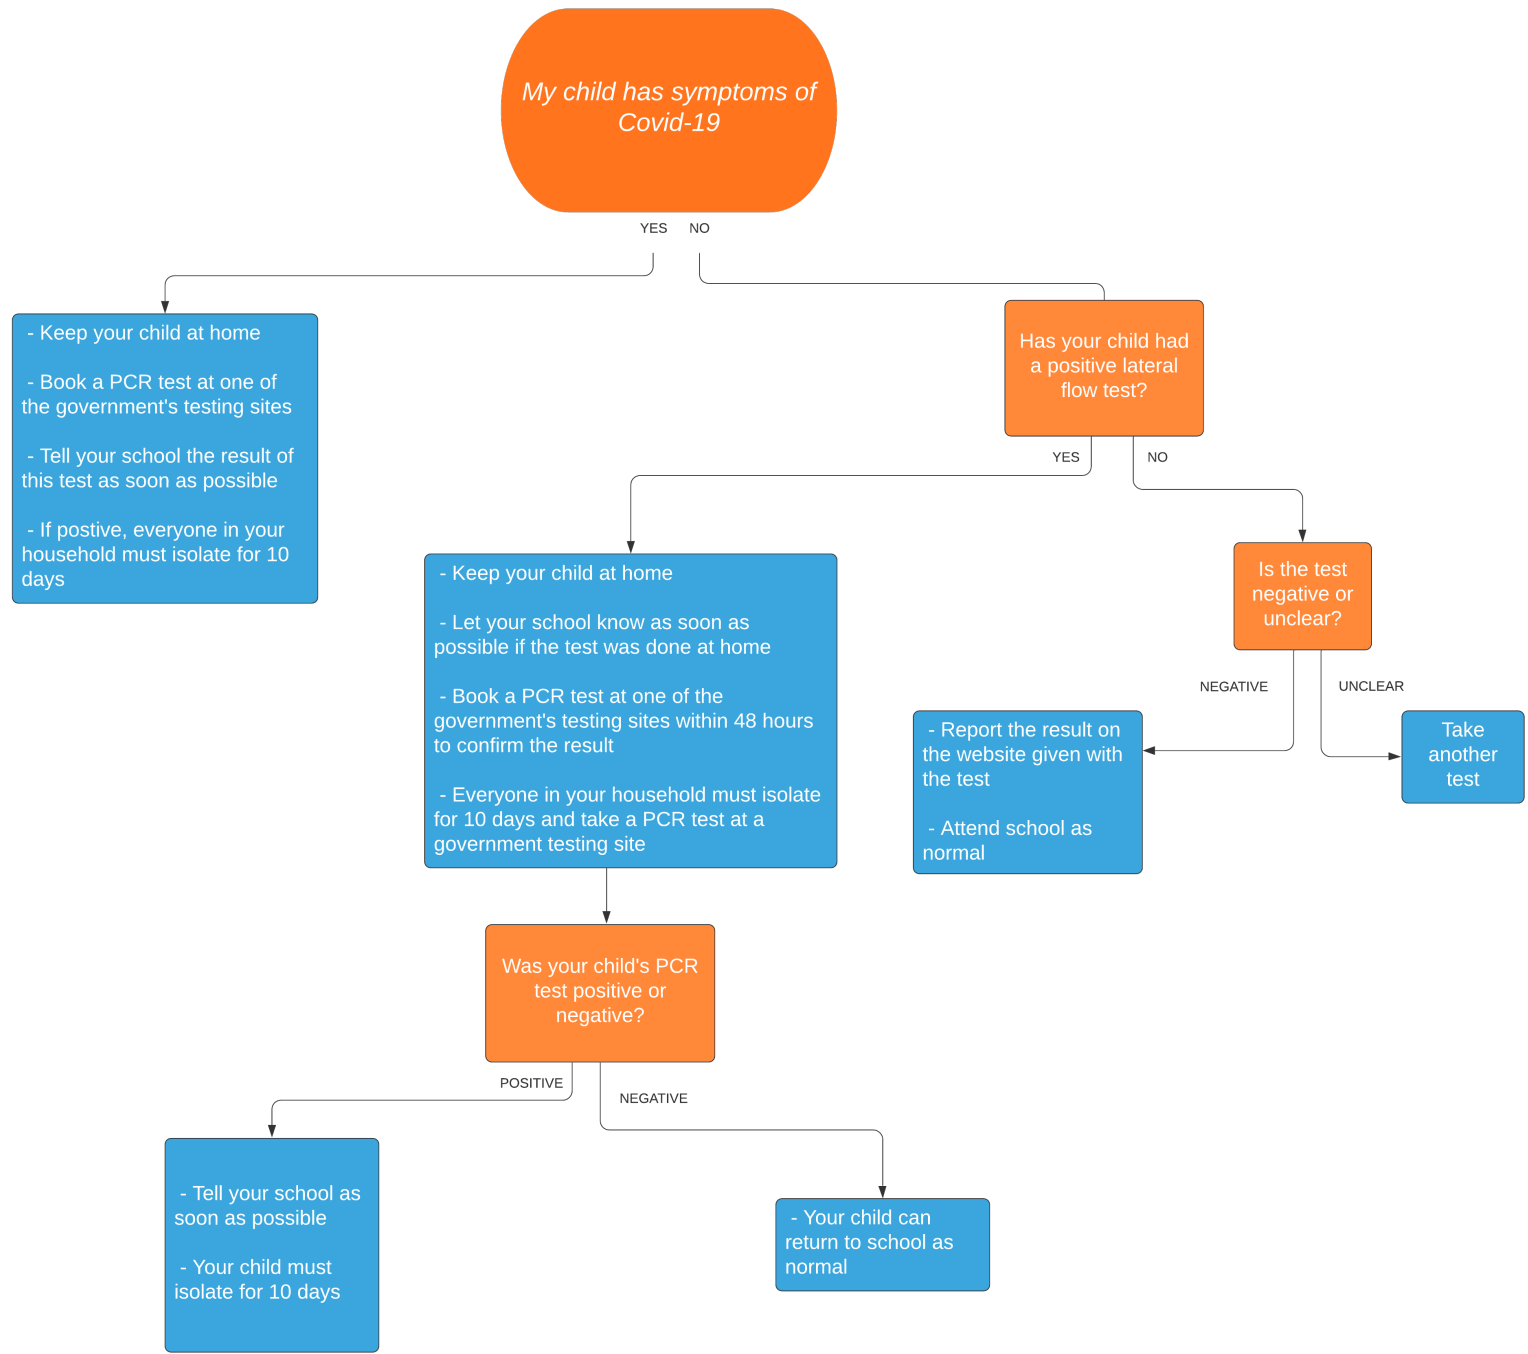 My child has symptoms of
Covid-19
YES
NO
- Keep your child at home
- Book a PCR test at one of
the government's testing sites
- Tell your school the result of
this test as soon as possible
- If postive, everyone in your
household must isolate for 10
days
Has your child had
a positive lateral
flow test?
YES
NO
- Keep your child at home
- Let your school know as soon as
possible if the test was done at home
- Book a PCR test at one of the
government's testing sites within 48 hours
to confirm the result
- Everyone in your household must isolate
for 10 days and take a PCR test at a
government testing site
Is the test
negative or
unclear?
NEGATIVE
UNCLEAR
- Report the result on
the website given with
the test
- Attend school as
normal
Take
another
test
Was your child's PCR
test positive or
negative?
POSITIVE
NEGATIVE
- Tell your school as
soon as possible
- Your child must
isolate for 10 days
- Your child can
return to school as
normal